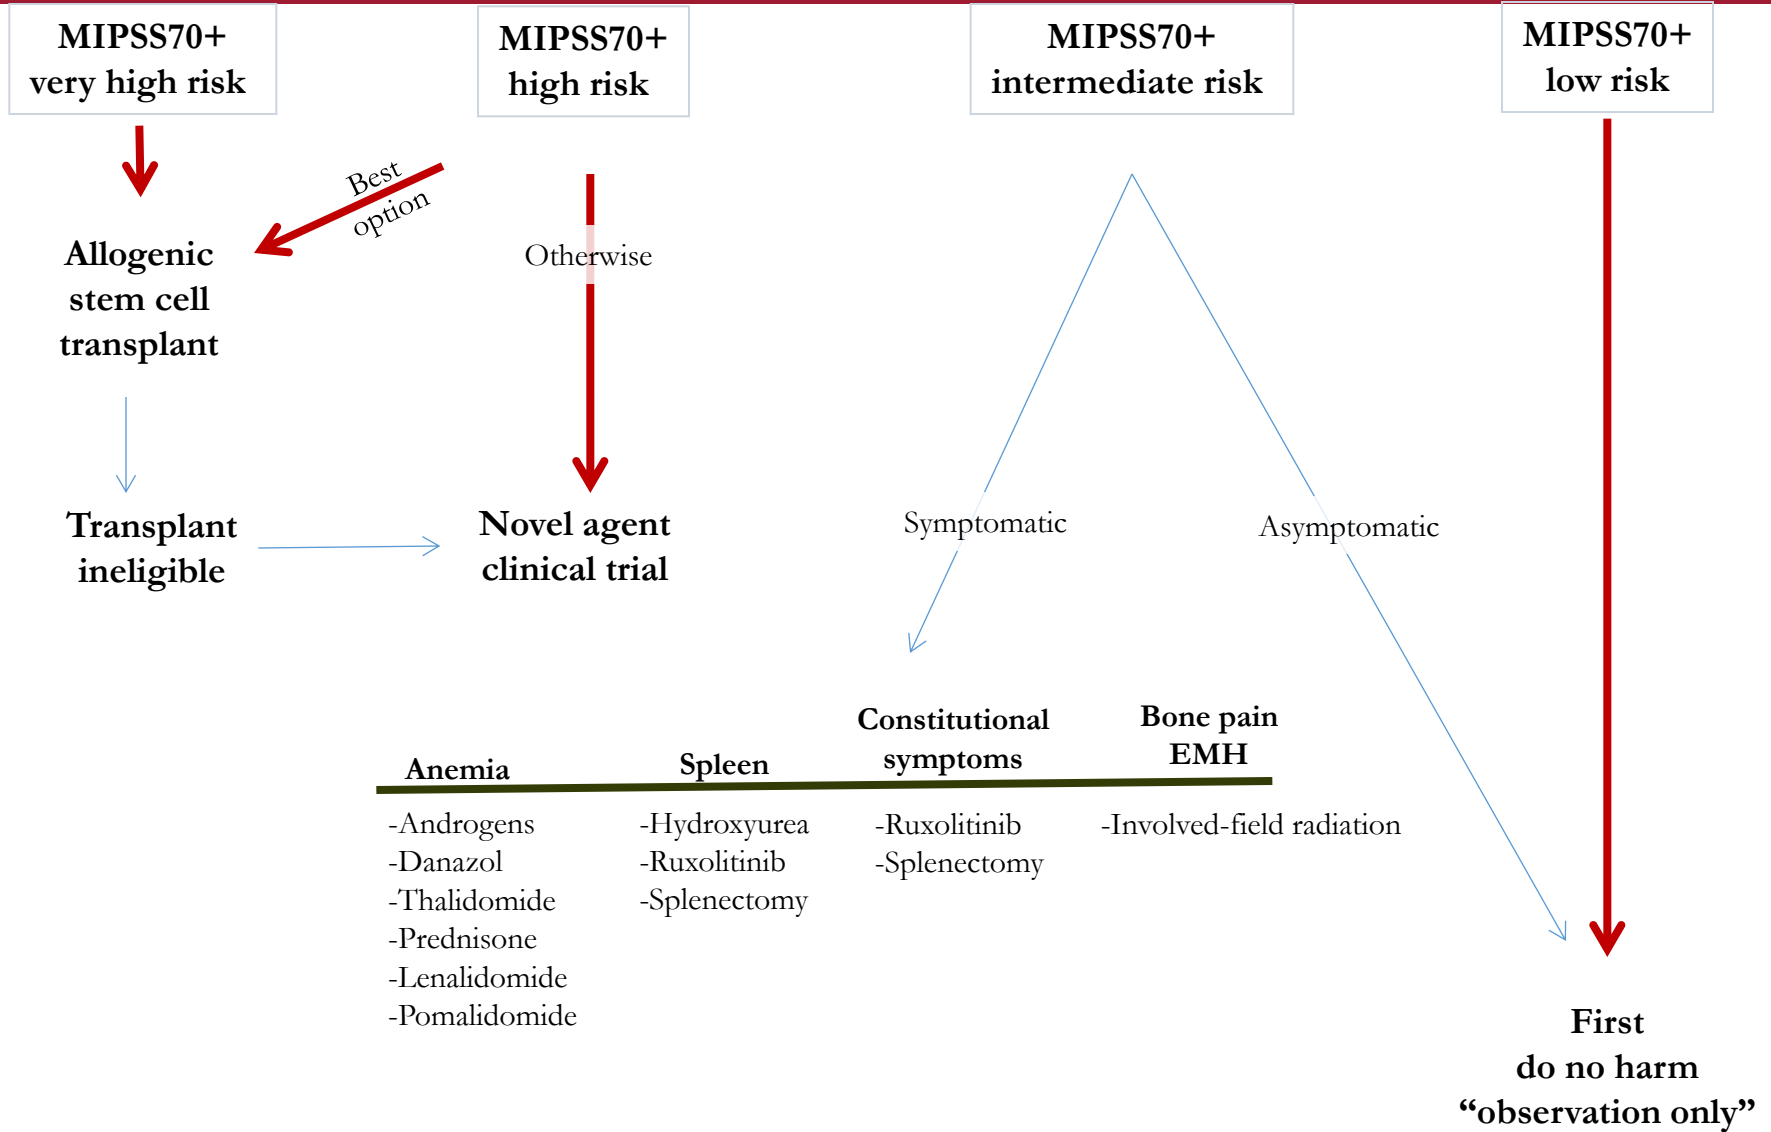 MIPSS70+
very high risk
MIPSS70+
high risk
MIPSS70+
intermediate risk
MIPSS70+
low risk
Best
option
Allogenic
stem cell
transplant
Otherwise
Transplant
ineligible
Novel agent
clinical trial
Symptomatic
Asymptomatic
Anemia
-Androgens
-Danazol
-Thalidomide
-Prednisone
-Lenalidomide
-Pomalidomide
Spleen
-Hydroxyurea
-Ruxolitinib
-Splenectomy
Constitutional
symptoms
-Ruxolitinib
-Splenectomy
Bone pain
EMH
-Involved-field radiation
First
do no harm
“observation only”